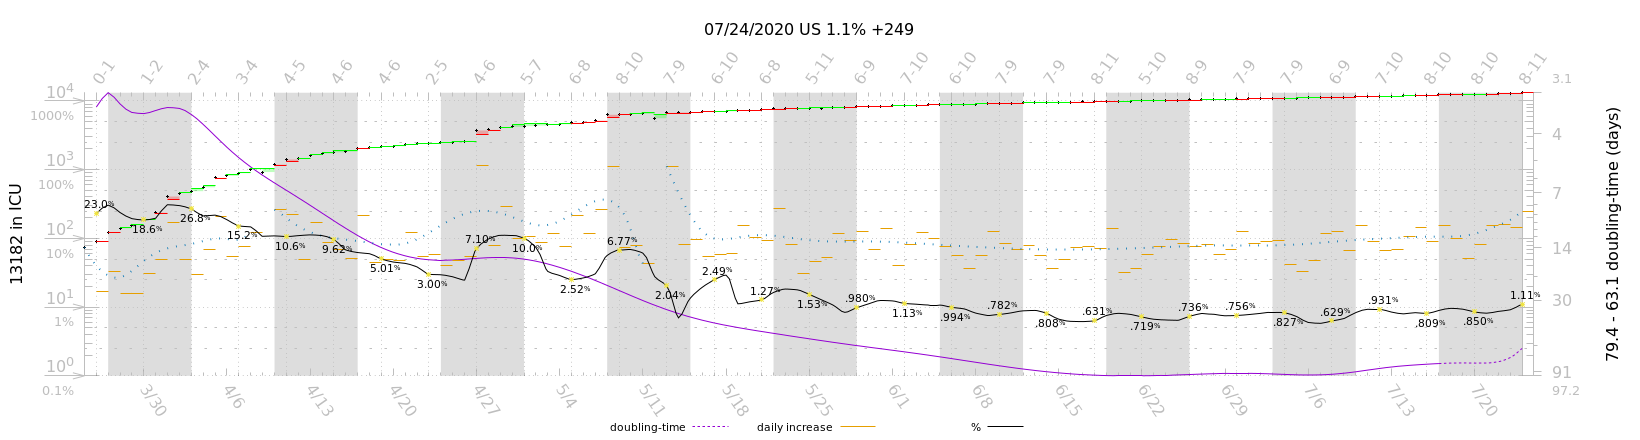 07/24/2020 US 1.1% +249
0-1 1-2 2-4 3-4 4-5 4-6 4-6 2-5 4-6 5-7 6-8 8-10 7-9 6-10 6-8 5-11 6-9 7-10 6-10 7-9 7-9 8-11 5-10 8-9 7-9 6-9 7-10 8-10 8-10 8-11
13182 in ICU
10⁴
1000%
10³
100%
10²
10%
10¹
1%
10⁰
0.1%
3.1
4
7
14
30
91
97.2
79.4 - 63.1 doubling-time (days)
23.0% 18.6% 26.8% 15.2% 10.6% 9.62% 5.01% 3.00% 7.10% 10.0% 2.52% 6.77% 2.04% 2.49% 1.27% 1.53% .980% 1.13% .994% .782% .808% .631% .719% .736% .756% .827% .629% .931% .809% .850% 1.11%
3/30 4/6 4/13 4/20 4/27 5/4 5/11 5/18 5/25 6/1 6/8 6/15 6/22 6/29 7/6 7/13 7/20
doubling-time daily increase %